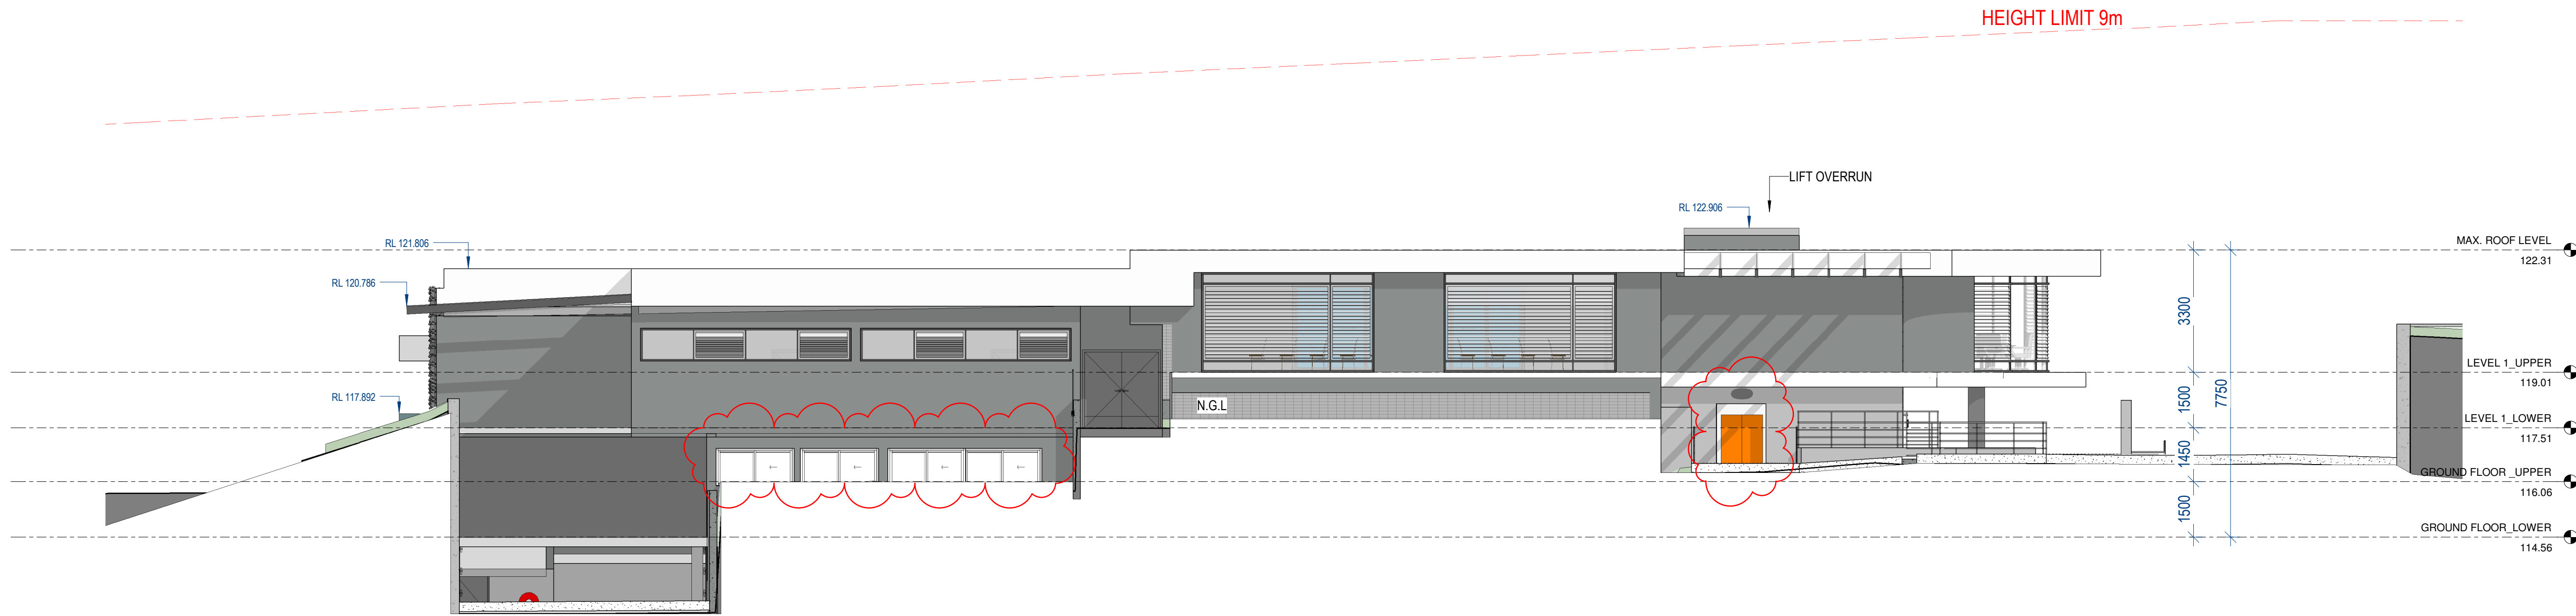 HEIGHT LIMIT 9m
LIFT OVERRUN
RL 122.906
RL 121.806
MAX. ROOF LEVEL
122.31
RL 120.786
3300
LEVEL 1_UPPER
119.01
RL 117.892
N.G.L
1500
7750
LEVEL 1_LOWER
117.51
1450
GROUND FLOOR _UPPER
116.06
1500
GROUND FLOOR_LOWER
114.56